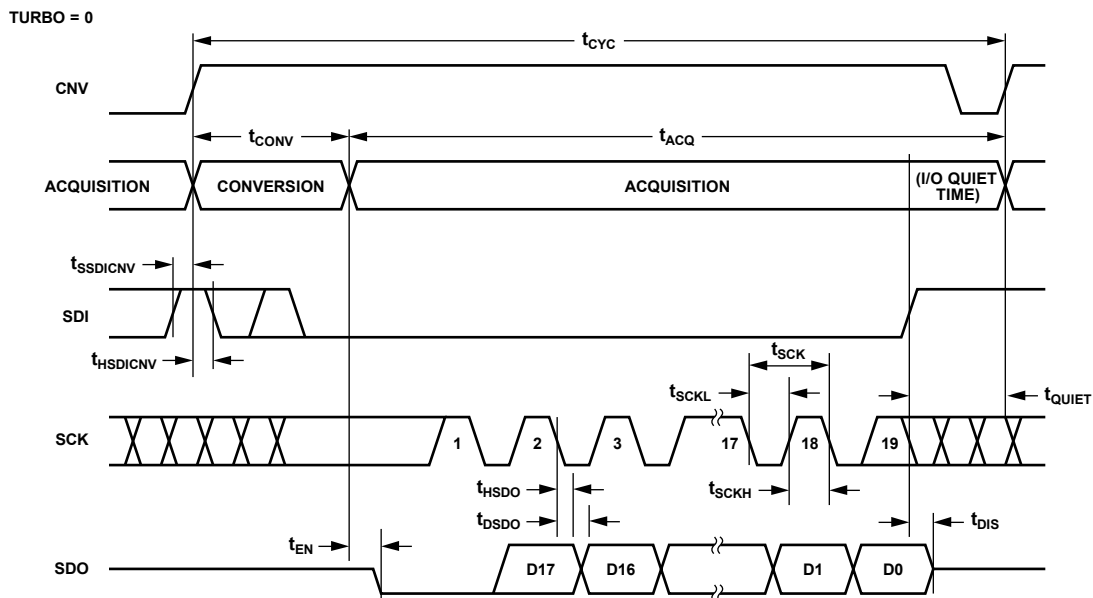 TURBO = 0
tCYC
CNV
tCONV
tACQ
ACQUISITION
CONVERSION
ACQUISITION
(I/O QUIET
TIME)
tSSDICNV
SDI
tHSDICNV
tSCK
tSCKL
tQUIET
SCK
1 2 3 17 18 19
tHSDO
tSCKH
tDSDO
tDIS
tEN
SDO
D17 D16 D1 D0